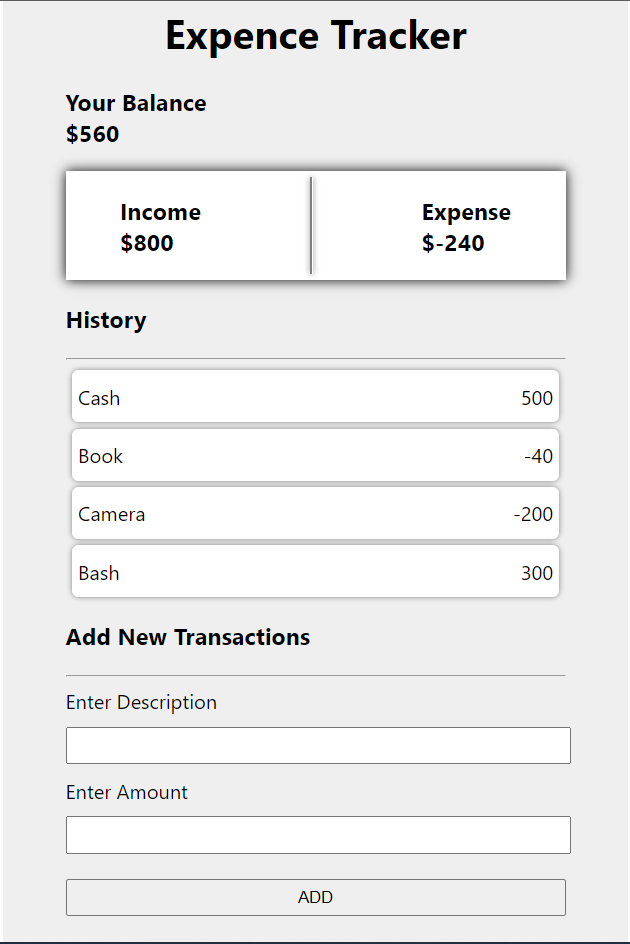 Expence Tracker
Your Balance
$560
Income
Expense
$800
$-240
History
Cash 500
Book -40
Camera -200
Bash 300
Add New Transactions
Enter Description
Enter Amount
ADD